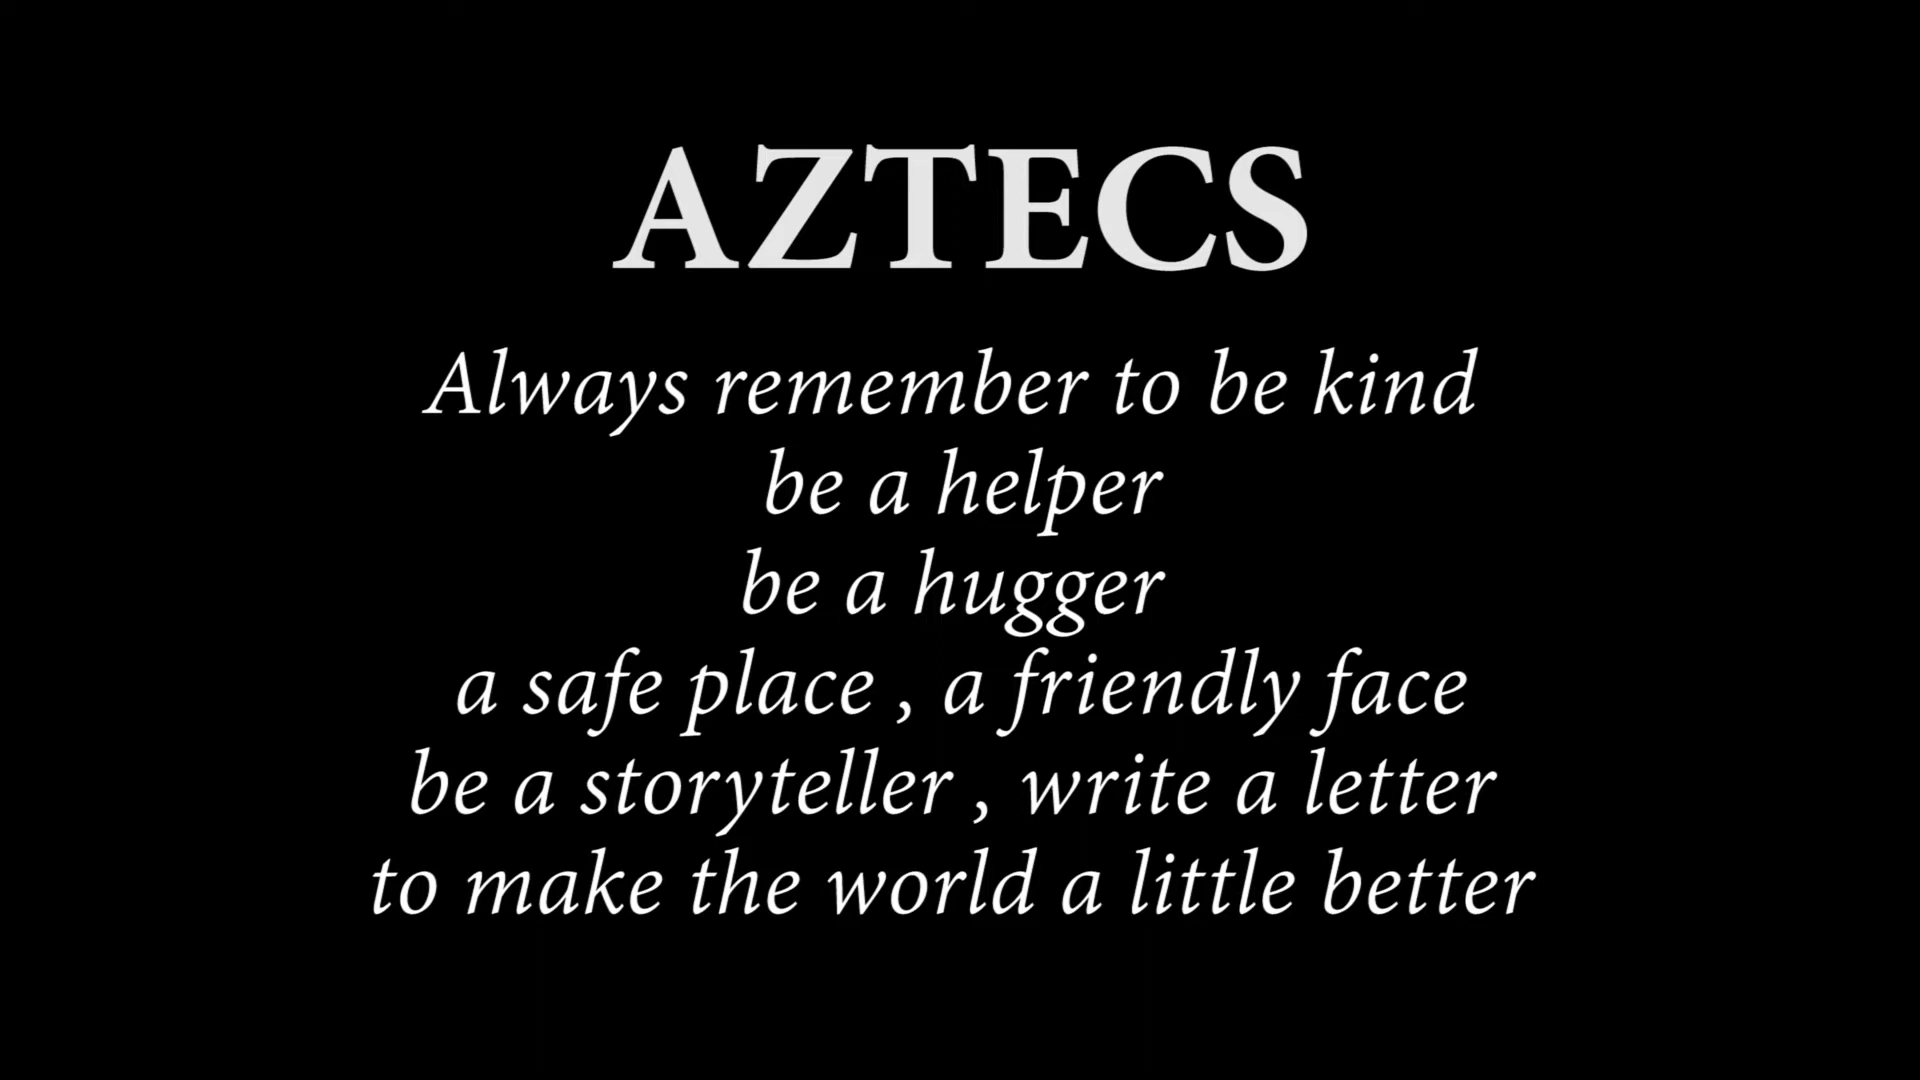 AZTECS
Always remember to be kind
be a helper
be a hugger
a safe place , a friendly face
be a storyteller , write a letter
to make the world a little better